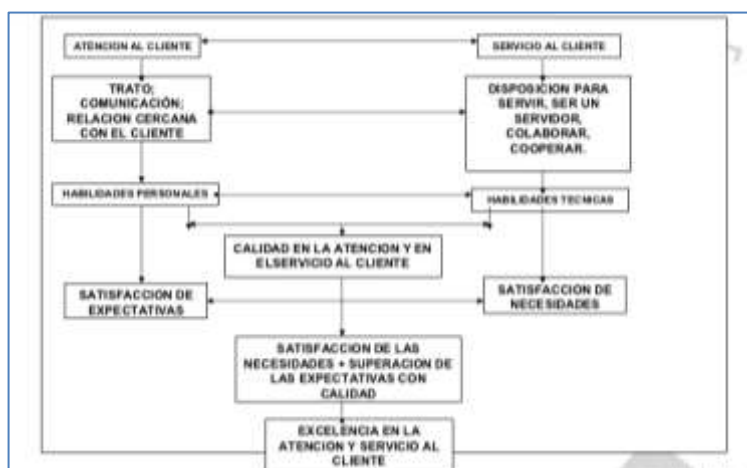 ATENCION AL CLIENTE
SERVICIO AL CLIENTE
TRATO;
COMUNICACIÓN;
RELACION CERCANA
CON EL CLIENTE
DISPOSICION PARA
SERVIR, SER UN
SERVIDOR,
COLABORAR,
COOPERAR.
HABILIDADES PERSONALES
HABILIDADES TECNICAS
CALIDAD EN LA ATENCION Y EN
ELSERVICIO AL CLIENTE
SATISFACCION DE
EXPECTATIVAS
SATISFACCION DE
NECESIDADES
SATISFACCION DE LAS
NECESIDADES + SUPERACION DE
LAS EXPECTATIVAS CON
CALIDAD
EXCELENCIA EN LA
ATENCION Y SERVICIO AL
CLIENTE